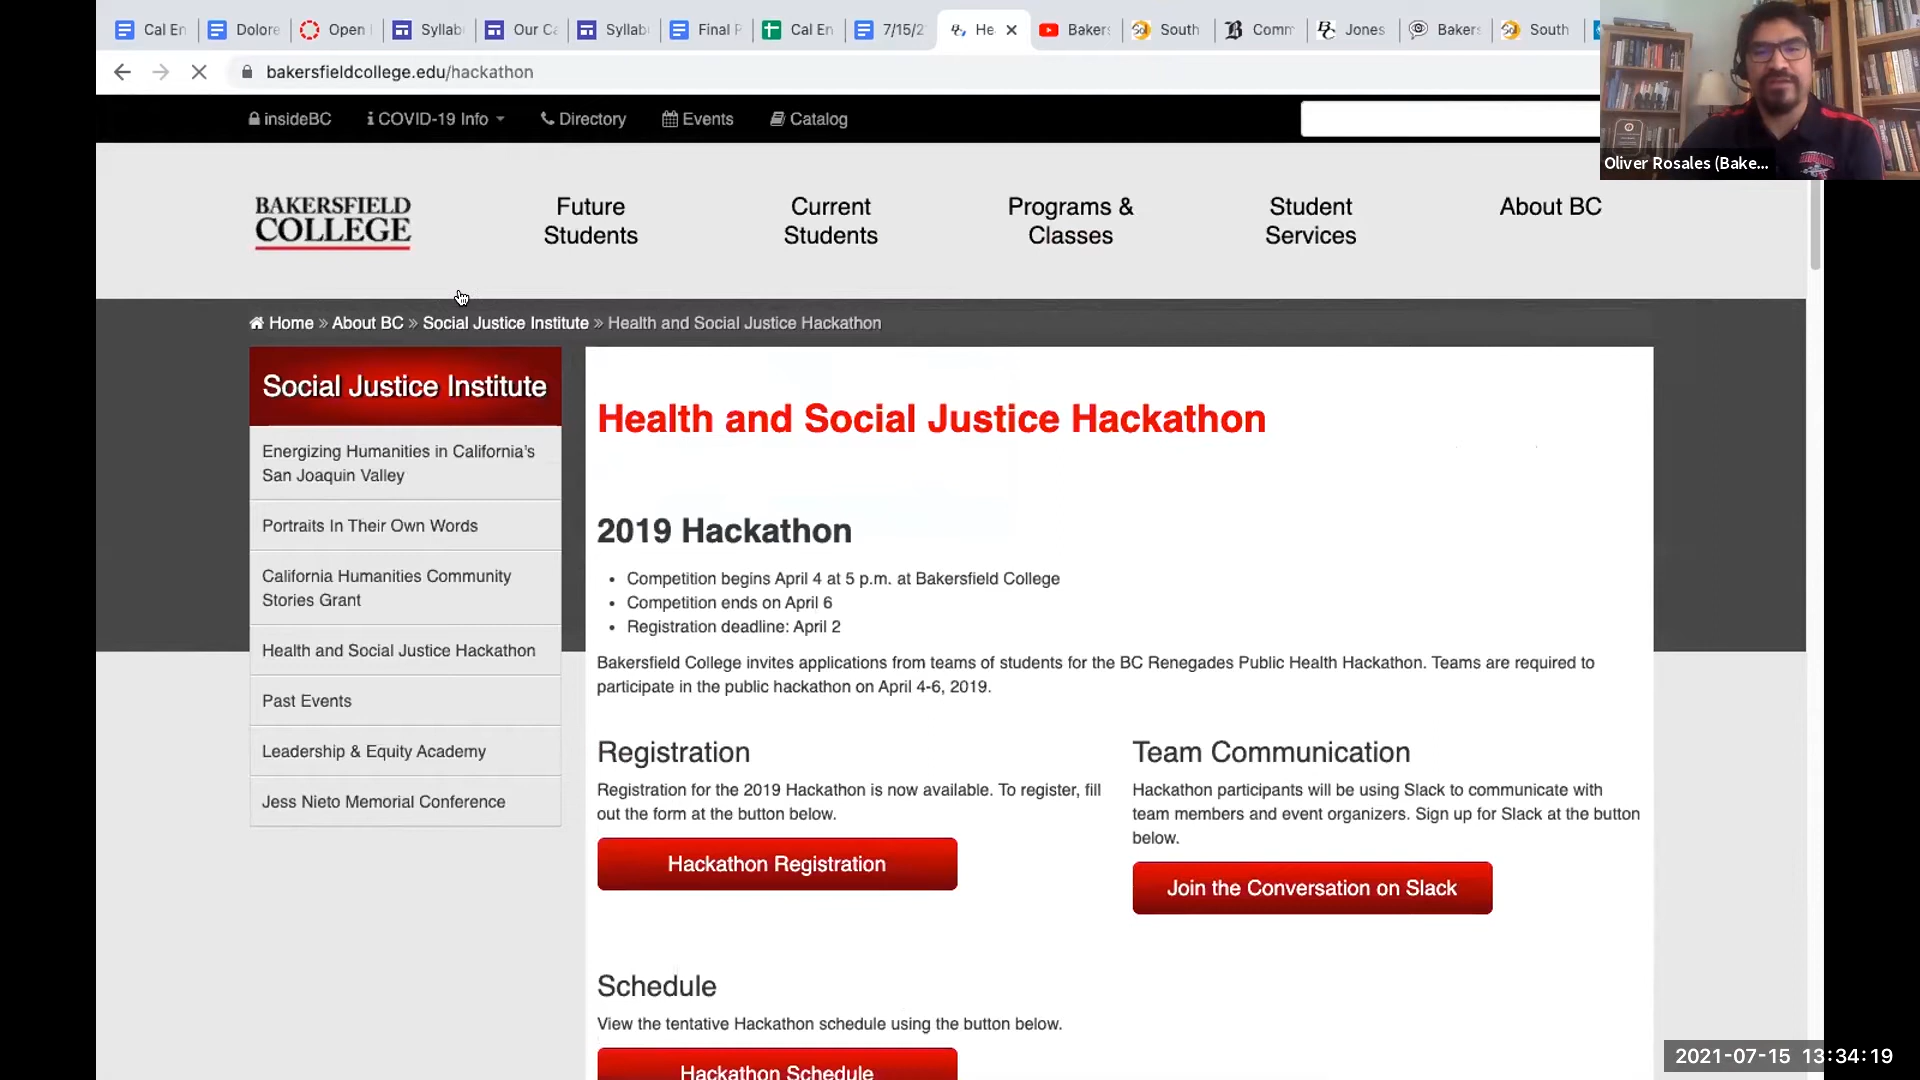 Cal En
Dolore
Open
Syllab
Our Ca
Syllab
Final P
Cal En
7/15/2
He
Bakers
South
Comm
Jones
Bakers
South
bakersfieldcollege.edu/hackathon
insideBC
COVID-19 Info
Directory
Events
Catalog
Oliver Rosales (Bake...
BAKERSFIELD
COLLEGE
Future
Students
Current
Students
Programs &
Classes
Student
Services
About BC
Home » About BC » Social Justice Institute » Health and Social Justice Hackathon
Social Justice Institute
Energizing Humanities in California's
San Joaquin Valley
Portraits In Their Own Words
California Humanities Community
Stories Grant
Health and Social Justice Hackathon
Past Events
Leadership & Equity Academy
Jess Nieto Memorial Conference
Health and Social Justice Hackathon
2019 Hackathon
• Competition begins April 4 at 5 p.m. at Bakersfield College
• Competition ends on April 6
• Registration deadline: April 2
Bakersfield College invites applications from teams of students for the BC Renegades Public Health Hackathon. Teams are required to
participate in the public hackathon on April 4-6, 2019.
Registration
Registration for the 2019 Hackathon is now available. To register, fill
out the form at the button below.
Hackathon Registration
Team Communication
Hackathon participants will be using Slack to communicate with
team members and event organizers. Sign up for Slack at the button
below.
Join the Conversation on Slack
Schedule
View the tentative Hackathon schedule using the button below.
Hackathon Schedule
2021-07-15 13:34:19